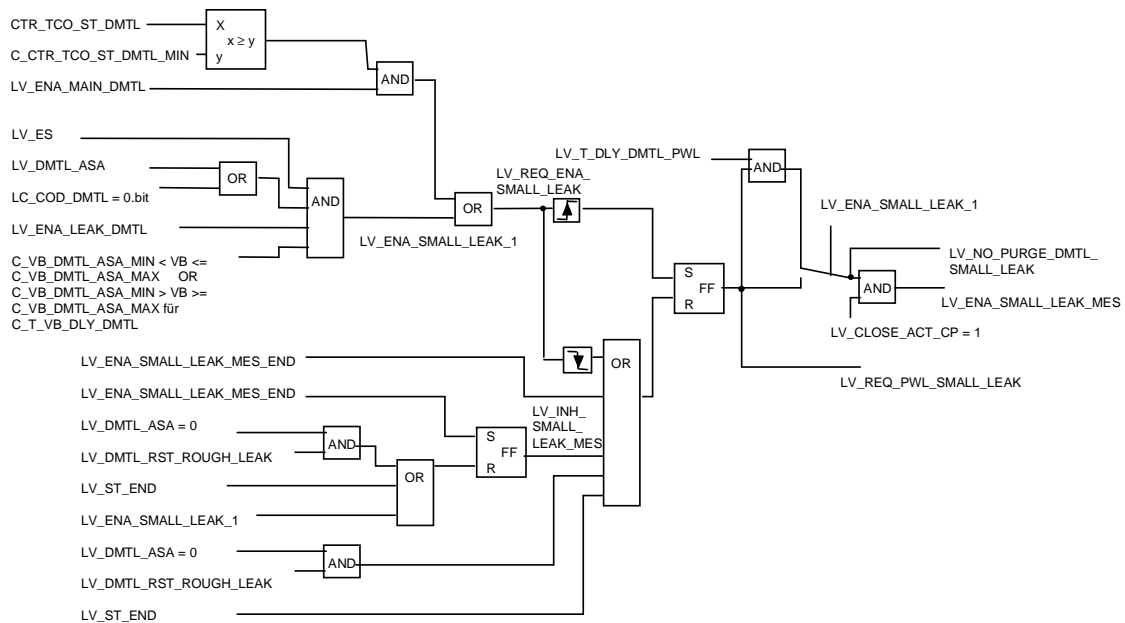 CTR_TCO_ST_DMTL
X
x ≥ y
C_CTR_TCO_ST_DMTL_MIN
y
AND
LV_ENA_MAIN_DMTL
LV_ES
LV_DMTL_ASA
OR
LC_COD_DMTL = 0.bit
AND
LV_ENA_LEAK_DMTL
C_VB_DMTL_ASA_MIN < VB <=
C_VB_DMTL_ASA_MAX OR
C_VB_DMTL_ASA_MIN > VB >=
C_VB_DMTL_ASA_MAX für
C_T_VB_DLY_DMTL
OR
LV_ENA_SMALL_LEAK_1
LV_REQ_ENA_
SMALL_LEAK
LV_T_DLY_DMTL_PWL
AND
LV_ENA_SMALL_LEAK_1
S
FF
R
LV_NO_PURGE_DMTL_
SMALL_LEAK
AND
LV_ENA_SMALL_LEAK_MES
LV_CLOSE_ACT_CP = 1
LV_REQ_PWL_SMALL_LEAK
LV_ENA_SMALL_LEAK_MES_END
OR
LV_ENA_SMALL_LEAK_MES_END
LV_DMTL_ASA = 0
AND
LV_DMTL_RST_ROUGH_LEAK
S
FF
R
LV_INH_
SMALL_
LEAK_MES
OR
LV_ST_END
LV_ENA_SMALL_LEAK_1
LV_DMTL_ASA = 0
AND
LV_DMTL_RST_ROUGH_LEAK
LV_ST_END